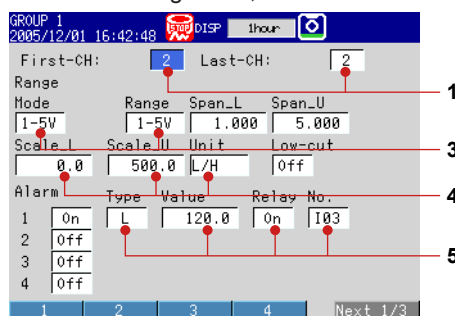 GROUP 1
2005/12/01 16:42:48 STOP DISP 1hour
First-CH: 2 Last-CH: 2 1
Range
Mode Range Span_L Span_U
1-5V 1-5V 1.000 5.000
3
Scale_L Scale_U Unit Low-cut
0.0 500.0 L/H Off 4
Alarm Type Value Relay No.
1 On L 120.0 On I03
2 Off 5
3 Off
4 Off
1 2 3 4 Next 1/3